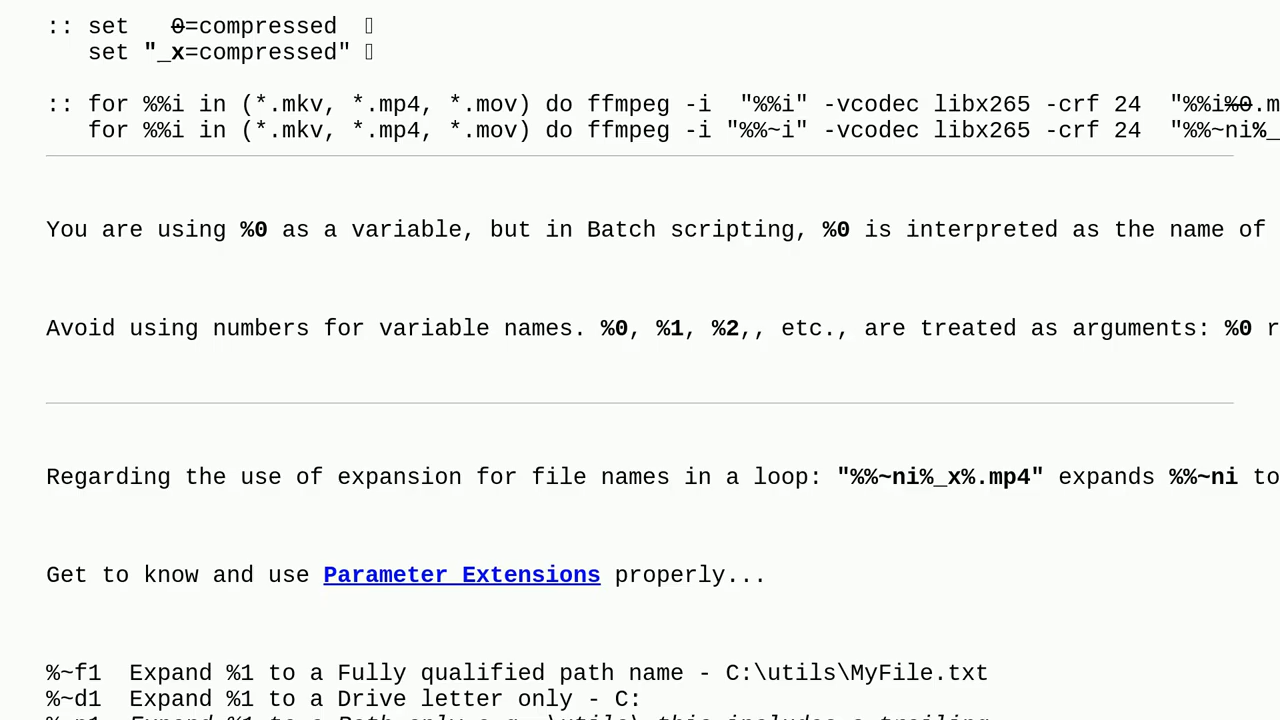 :: set   0=compressed
   set "_x=compressed"
:: for %%i in (*.mkv, *.mp4, *.mov) do ffmpeg -i  "%%i" -vcodec libx265 -crf 24  "%%i%0.m
   for %%i in (*.mkv, *.mp4, *.mov) do ffmpeg -i "%%~i" -vcodec libx265 -crf 24  "%%~ni%_
You are using %0 as a variable, but in Batch scripting, %0 is interpreted as the name of
Avoid using numbers for variable names. %0, %1, %2,, etc., are treated as arguments: %0 r
Regarding the use of expansion for file names in a loop: "%%~ni%_x%.mp4" expands %%~ni to
Get to know and use Parameter Extensions properly...
%~f1  Expand %1 to a Fully qualified path name - C:\utils\MyFile.txt
%~d1  Expand %1 to a Drive letter only - C: